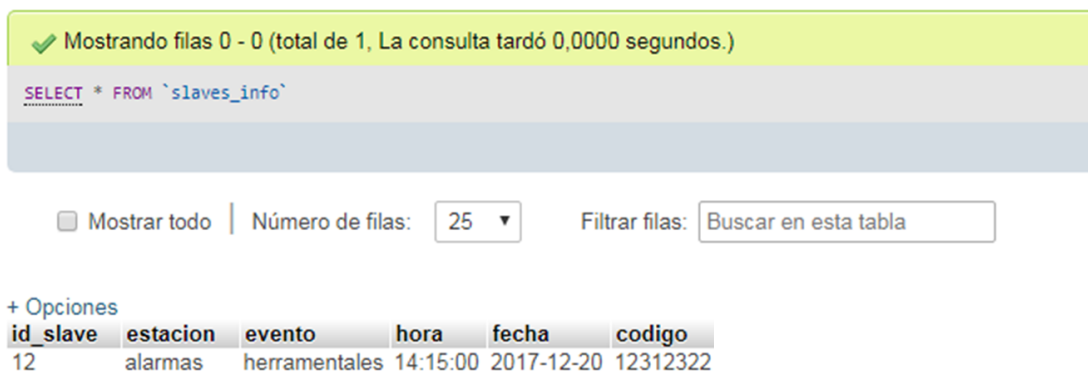 Mostrando filas 0 - 0 (total de 1, La consulta tardó 0,0000 segundos.)
SELECT * FROM `slaves_info`
Mostrar todo | Número de filas: 25 ▼ Filtrar filas: Buscar en esta tabla
+ Opciones
id_slave estacion evento hora fecha codigo
12 alarmas herramentales 14:15:00 2017-12-20 12312322